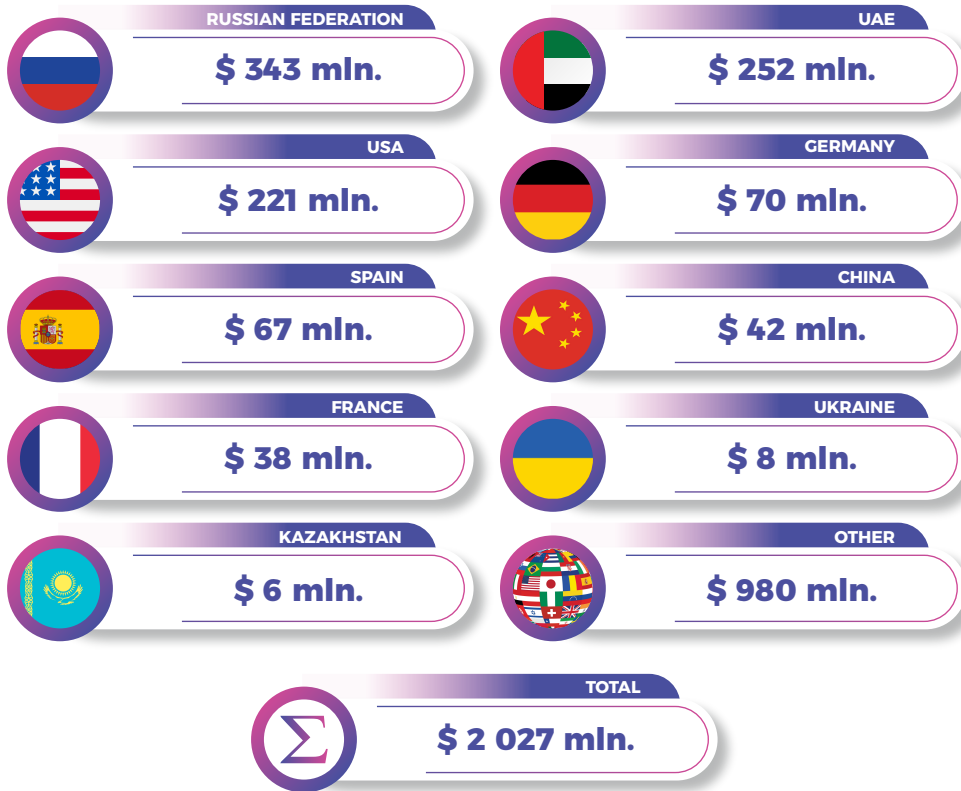 RUSSIAN FEDERATION
$ 343 mln.
UAE
$ 252 mln.
USA
$ 221 mln.
GERMANY
$ 70 mln.
SPAIN
$ 67 mln.
CHINA
$ 42 mln.
FRANCE
$ 38 mln.
UKRAINE
$ 8 mln.
KAZAKHSTAN
$ 6 mln.
OTHER
$ 980 mln.
TOTAL
Σ
$ 2 027 mln.